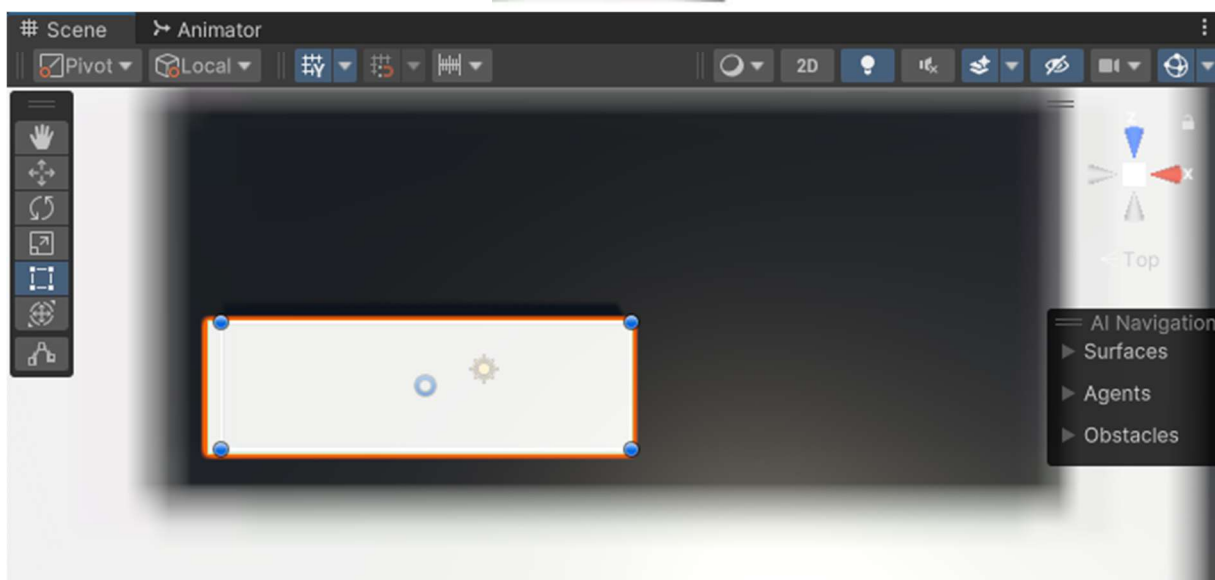 Scene Animator
Pivot Local 2D
z
x
Top
AI Navigation
Surfaces
Agents
Obstacles